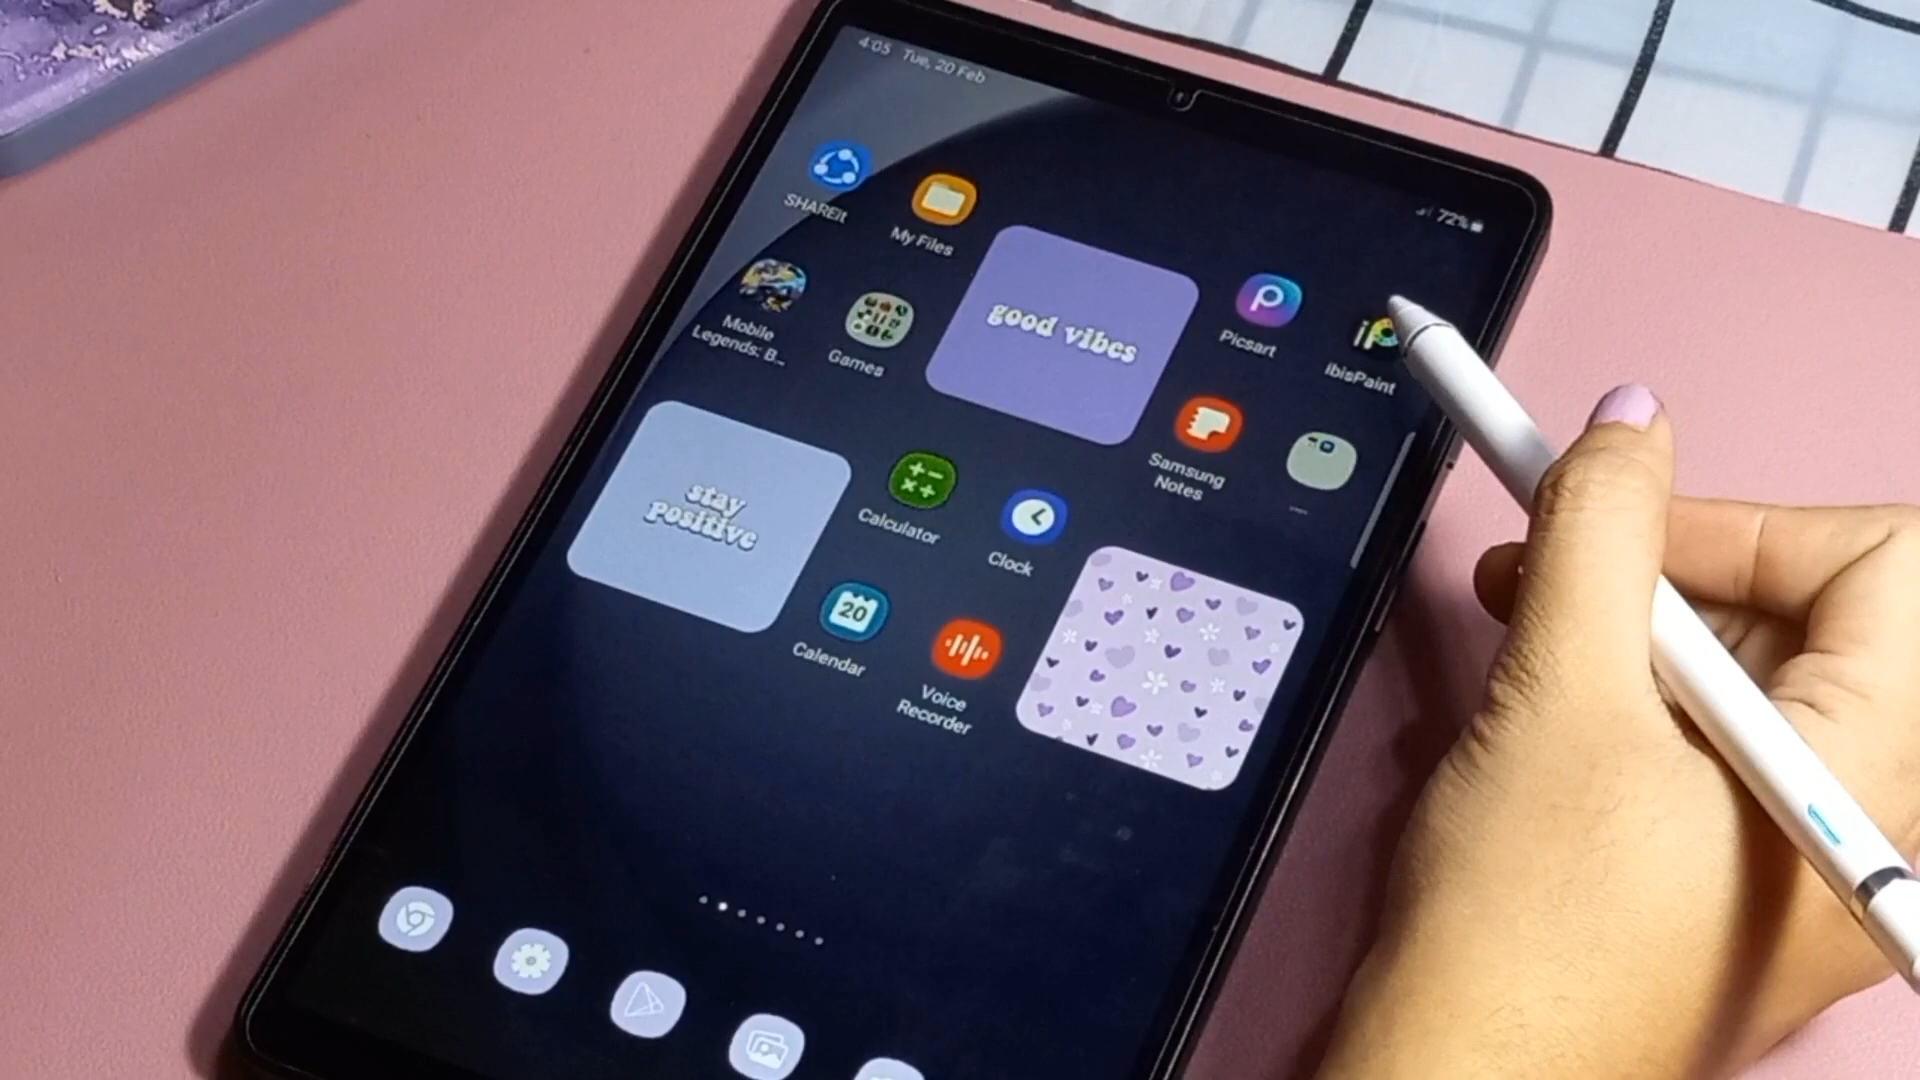 4:05 Tue, 20 Feb
72%
SHAREit
My Files
good vibes
Picsart
ibisPaint
Mobile
Legends: B...
Games
Samsung
Notes
stay
positive
Calculator
Clock
20
Calendar
Voice
Recorder